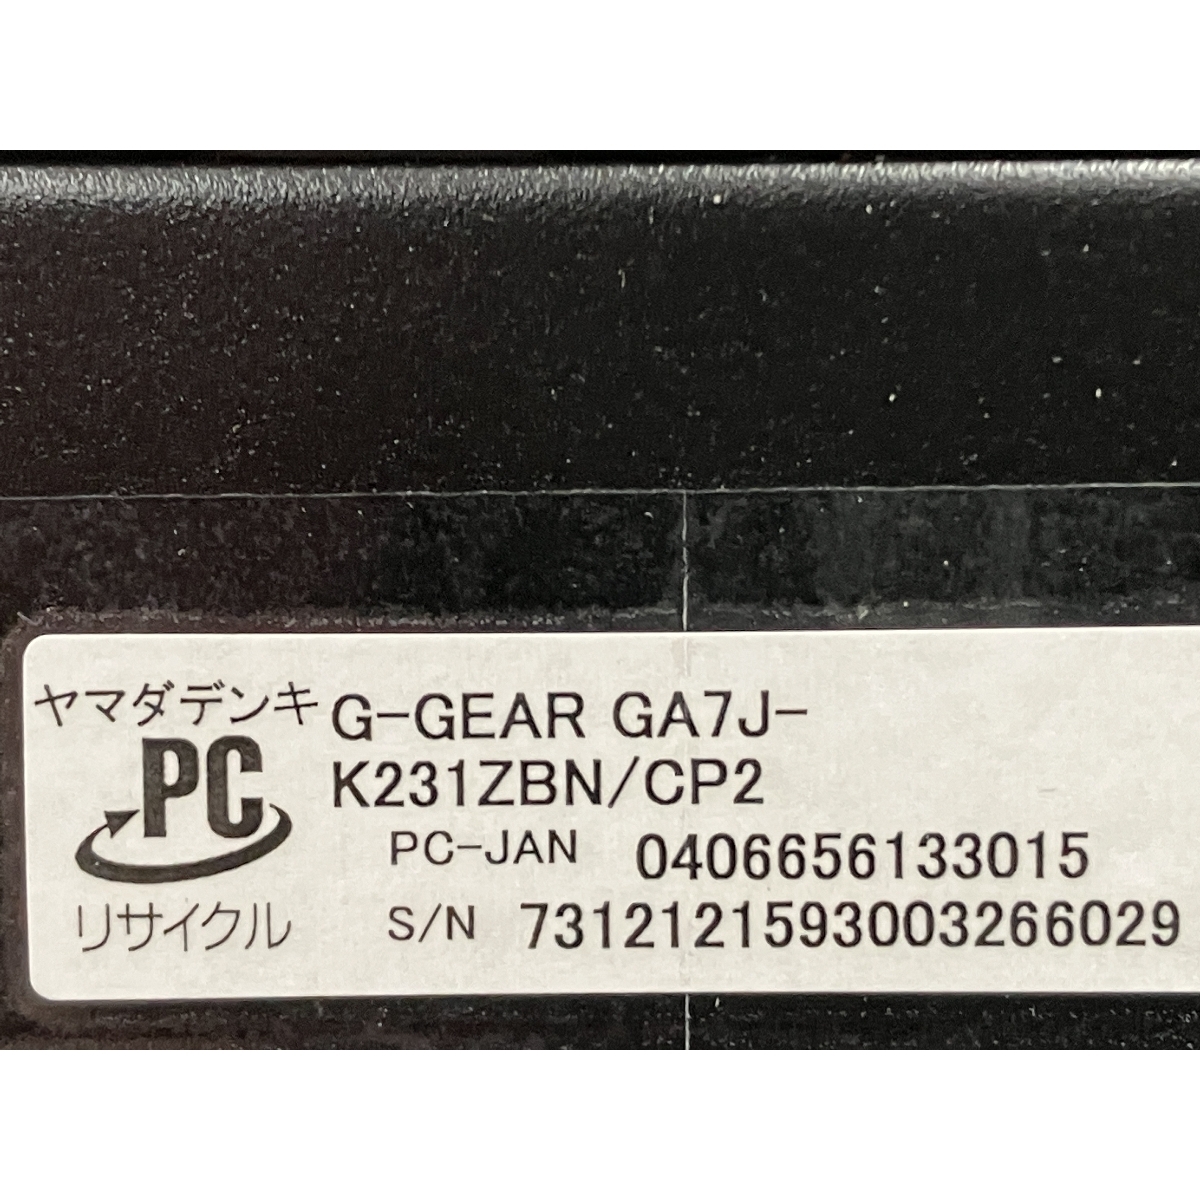 ヤマダデンキ
PC
リサイクル
G-GEAR GA7J-
K231ZBN/CP2
PC-JAN 0406656133015
S/N 7312121593003266029